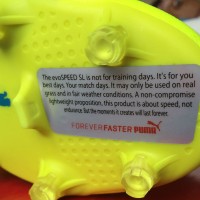 The evoSPEED SL is not for training days. It's for you
best days. Your match days. It may only be used on real
grass and in fair weather conditions. A non-compromise
lightweight proposition, this product is about speed, not
endurance. But the moments it creates will last forever.
FOREVER FASTER PUMA